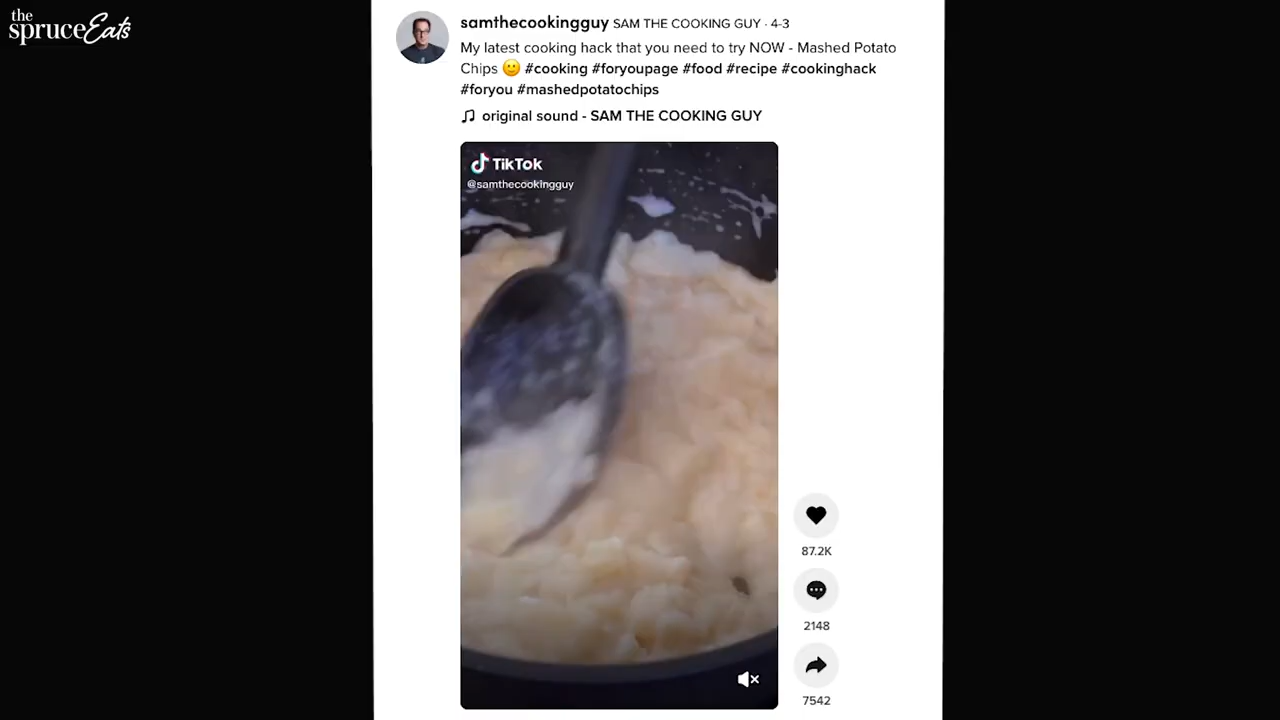 the
spruceEats
samthecookingguy SAM THE COOKING GUY · 4-3
My latest cooking hack that you need to try NOW - Mashed Potato
Chips 🙂 #cooking #foryoupage #food #recipe #cookinghack
#foryou #mashedpotatochips
♫ original sound - SAM THE COOKING GUY
TikTok
@samthecookingguy
87.2K
2148
7542